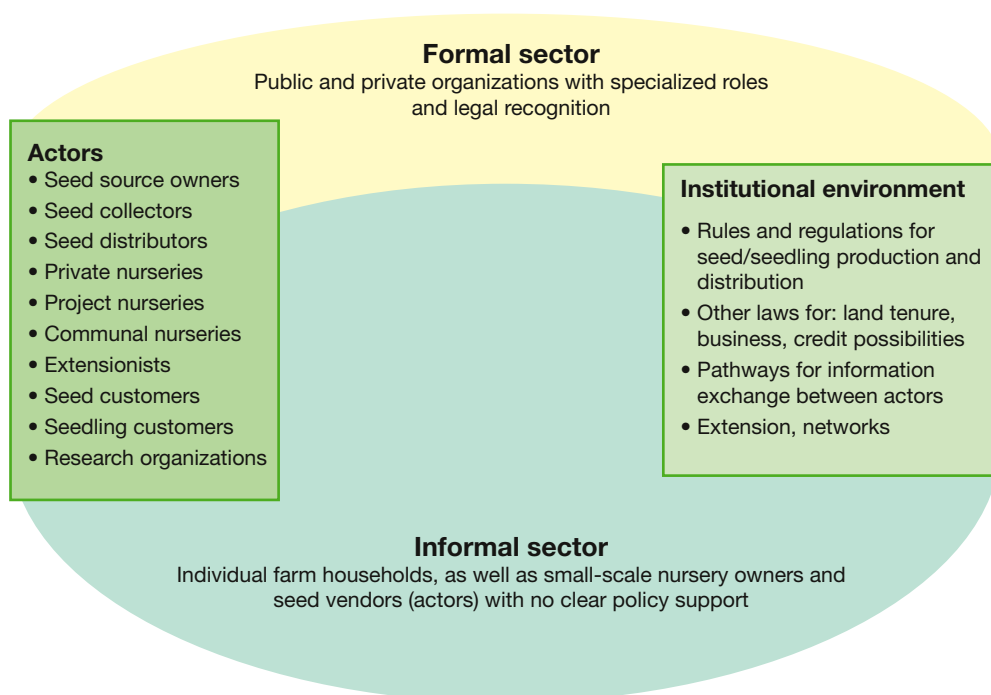 Formal sector
Public and private organizations with specialized roles
and legal recognition
Actors
• Seed source owners
• Seed collectors
• Seed distributors
• Private nurseries
• Project nurseries
• Communal nurseries
• Extensionists
• Seed customers
• Seedling customers
• Research organizations
Institutional environment
• Rules and regulations for
seed/seedling production and
distribution
• Other laws for: land tenure,
business, credit possibilities
• Pathways for information
exchange between actors
• Extension, networks
Informal sector
Individual farm households, as well as small-scale nursery owners and
seed vendors (actors) with no clear policy support